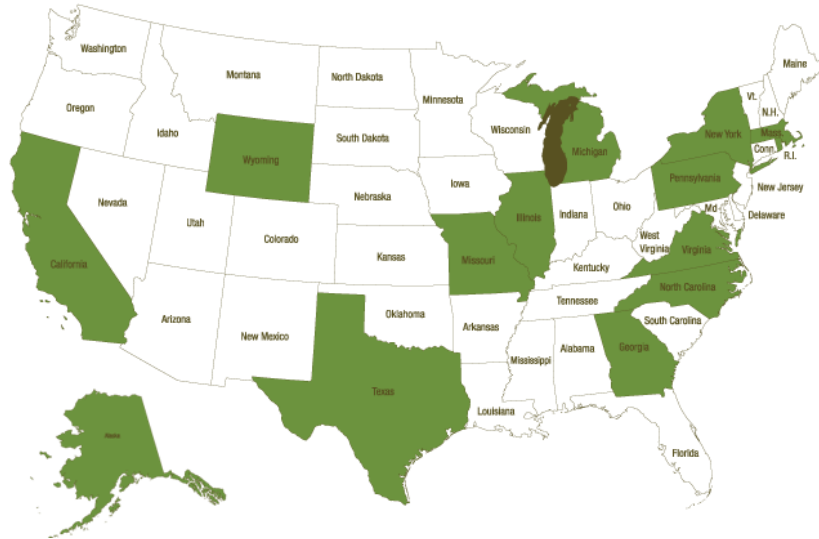 Washington
Maine
Montana
North Dakota
Minnesota
Vt.
Oregon
N.H.
Wisconsin
Idaho
South Dakota
New York
Mass.
Michigan
Conn.
R.I.
Wyoming
Pennsylvania
Iowa
New Jersey
Nebraska
Nevada
Illinois
Indiana
Ohio
Md.
Delaware
Utah
Colorado
West
Virginia
Virginia
Kansas
Missouri
California
Kentucky
North Carolina
Tennessee
Oklahoma
Arizona
South Carolina
New Mexico
Arkansas
Georgia
Mississippi
Alabama
Texas
Louisiana
Alaska
Florida